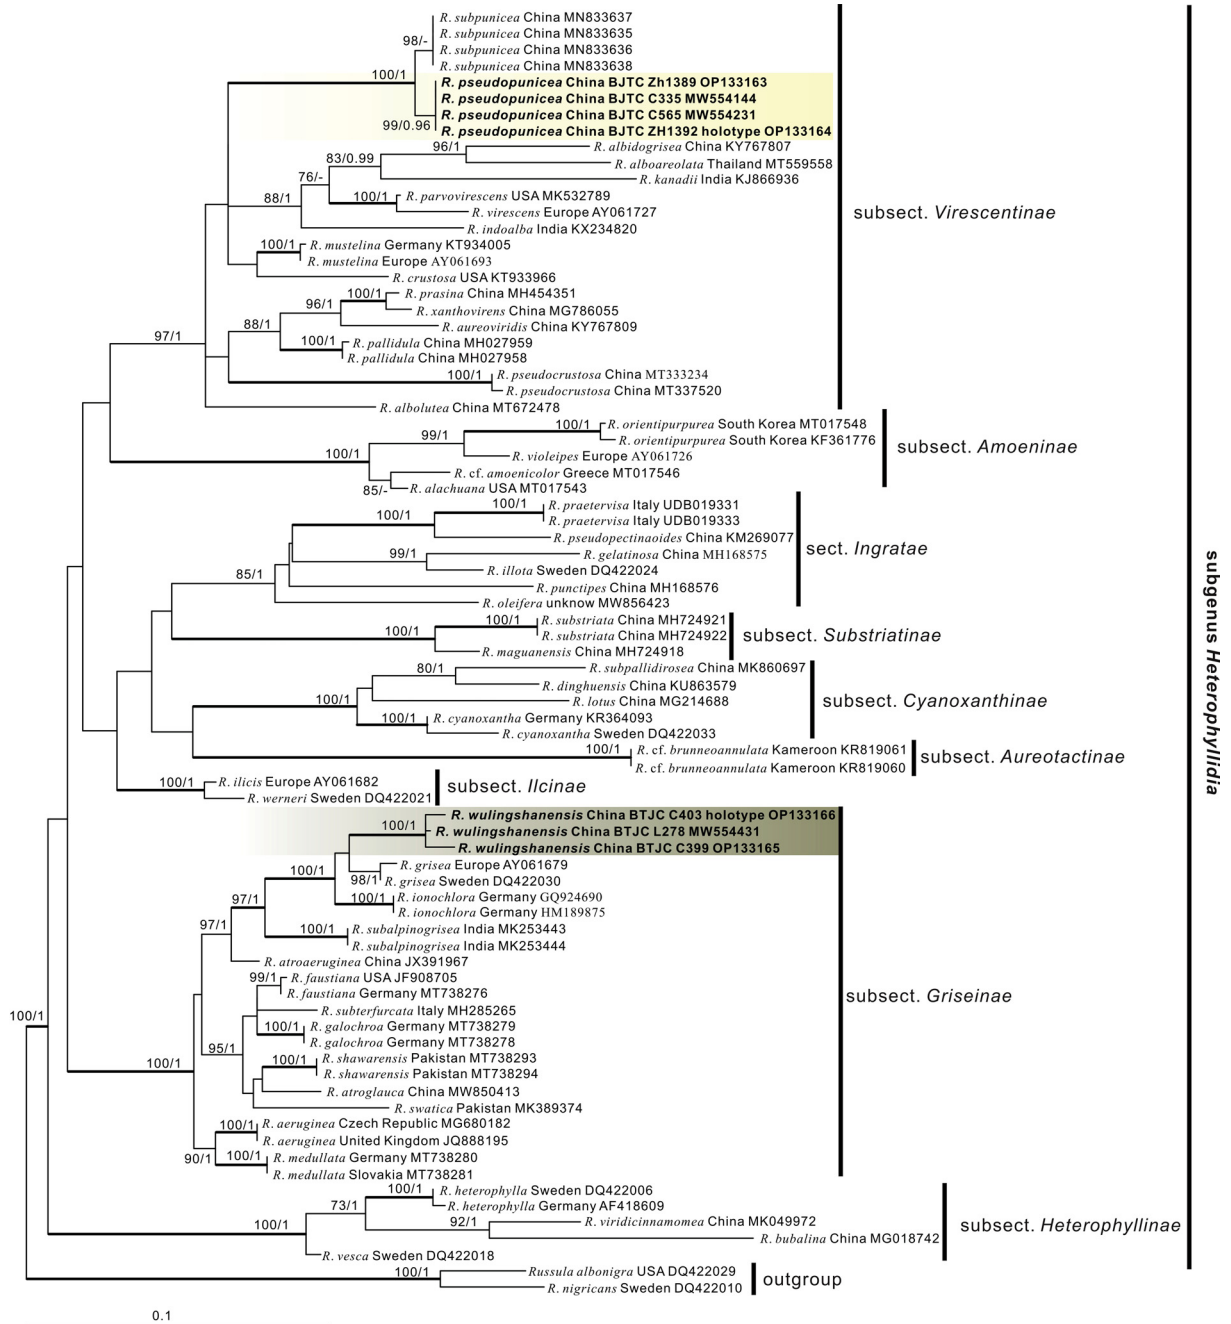 R. subpunicea China MN833637
R. subpunicea China MN833635
98/-
R. subpunicea China MN833636
R. subpunicea China MN833638
100/1
R. pseudopunicea China BJTC Zh1389 OP133163
R. pseudopunicea China BJTC C335 MW554144
R. pseudopunicea China BJTC C565 MW554231
99/0.96
R. pseudopunicea China BJTC ZH1392 holotype OP133164
96/1
R. albidogrisea China KY767807
83/0.99
R. alboareolata Thailand MT559558
76/-
R. kanadii India KJ866936
88/1
100/1
R. parvovirescens USA MK532789
R. virescens Europe AY061727
subsect. Virescentinae
R. indoalba India KX234820
100/1
R. mustelina Germany KT934005
R. mustelina Europe AY061693
R. crustosa USA KT933966
100/1
R. prasina China MH454351
96/1
R. xanthovirens China MG786055
88/1
R. aureoviridis China KY767809
97/1
100/1
R. pallidula China MH027959
R. pallidula China MH027958
100/1
R. pseudocrustosa China MT333234
R. pseudocrustosa China MT337520
R. albolutea China MT672478
100/1
R. orientipurpurea South Korea MT017548
99/1
R. orientipurpurea South Korea KF361776
subsect. Amoeninae
100/1
R. violeipes Europe AY061726
R. cf. amoenicolor Greece MT017546
85/-
R. alachuana USA MT017543
100/1
R. praetervisa Italy UDB019331
100/1
R. praetervisa Italy UDB019333
R. pseudopectinaoides China KM269077
sect. Ingratae
99/1
R. gelatinosa China MH168575
R. illota Sweden DQ422024
85/1
R. punctipes China MH168576
R. oleifera unknow MW856423
100/1
R. substriata China MH724921
100/1
R. substriata China MH724922
subsect. Substriatinae
R. maguanensis China MH724918
80/1
R. subpallidirosea China MK860697
R. dinghuensis China KU863579
100/1
R. lotus China MG214688
subsect. Cyanoxanthinae
100/1
R. cyanoxantha Germany KR364093
R. cyanoxantha Sweden DQ422033
100/1
R. cf. brunneoannulata Kameroon KR819061
subsect. Aureotactinae
R. cf. brunneoannulata Kameroon KR819060
100/1
R. ilicis Europe AY061682
subsect. Ilcinae
R. werneri Sweden DQ422021
subgenus Heterophyllidia
R. wulingshanensis China BTJC C403 holotype OP133166
100/1
R. wulingshanensis China BTJC L278 MW554431
R. wulingshanensis China BTJC C399 OP133165
R. grisea Europe AY061679
100/1
98/1
R. grisea Sweden DQ422030
97/1
100/1
R. ionochlora Germany GQ924690
R. ionochlora Germany HM189875
97/1
100/1
R. subalpinogrisea India MK253443
R. subalpinogrisea India MK253444
R. atroaeruginea China JX391967
99/1
R. faustiana USA JF908705
R. faustiana Germany MT738276
subsect. Griseinae
R. subterfurcata Italy MH285265
100/1
R. galochroa Germany MT738279
100/1
R. galochroa Germany MT738278
95/1
100/1
R. shawarensis Pakistan MT738293
100/1
R. shawarensis Pakistan MT738294
R. atroglauca China MW850413
R. swatica Pakistan MK389374
100/1
R. aeruginea Czech Republic MG680182
R. aeruginea United Kingdom JQ888195
90/1
100/1
R. medullata Germany MT738280
R. medullata Slovakia MT738281
100/1
R. heterophylla Sweden DQ422006
73/1
R. heterophylla Germany AF418609
100/1
92/1
R. viridicinnamomea China MK049972
subsect. Heterophyllinae
R. bubalina China MG018742
R. vesca Sweden DQ422018
100/1
Russula albonigra USA DQ422029
outgroup
R. nigricans Sweden DQ422010
0.1